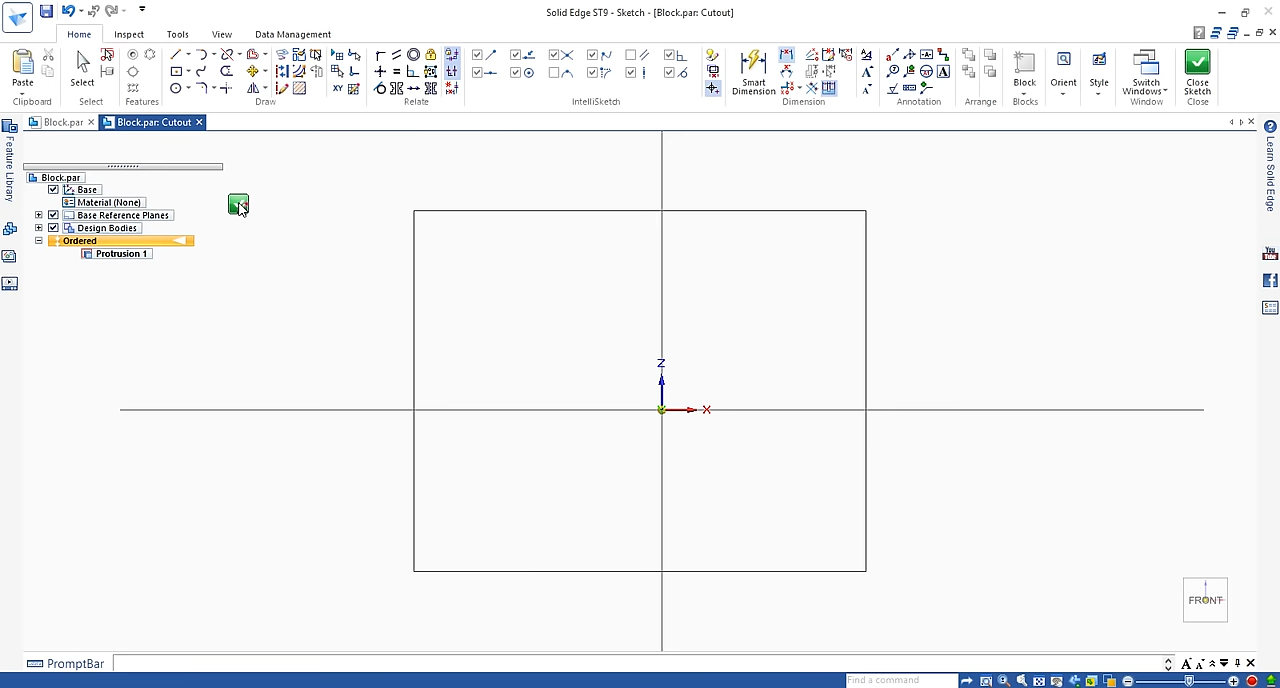 Solid Edge ST9 - Sketch - [Block.par: Cutout]
Home Inspect Tools View Data Management
Paste Select Smart Dimension Block Orient Style Switch Windows Close Sketch
Clipboard Select Features Draw Relate IntelliSketch Dimension Annotation Arrange Blocks Window Close
Block.par Block.par: Cutout
Feature Library
Learn Solid Edge
Block.par
Base
Material (None)
Base Reference Planes
Design Bodies
Ordered
Protrusion 1
Z
X
FRONT
PromptBar
Find a command